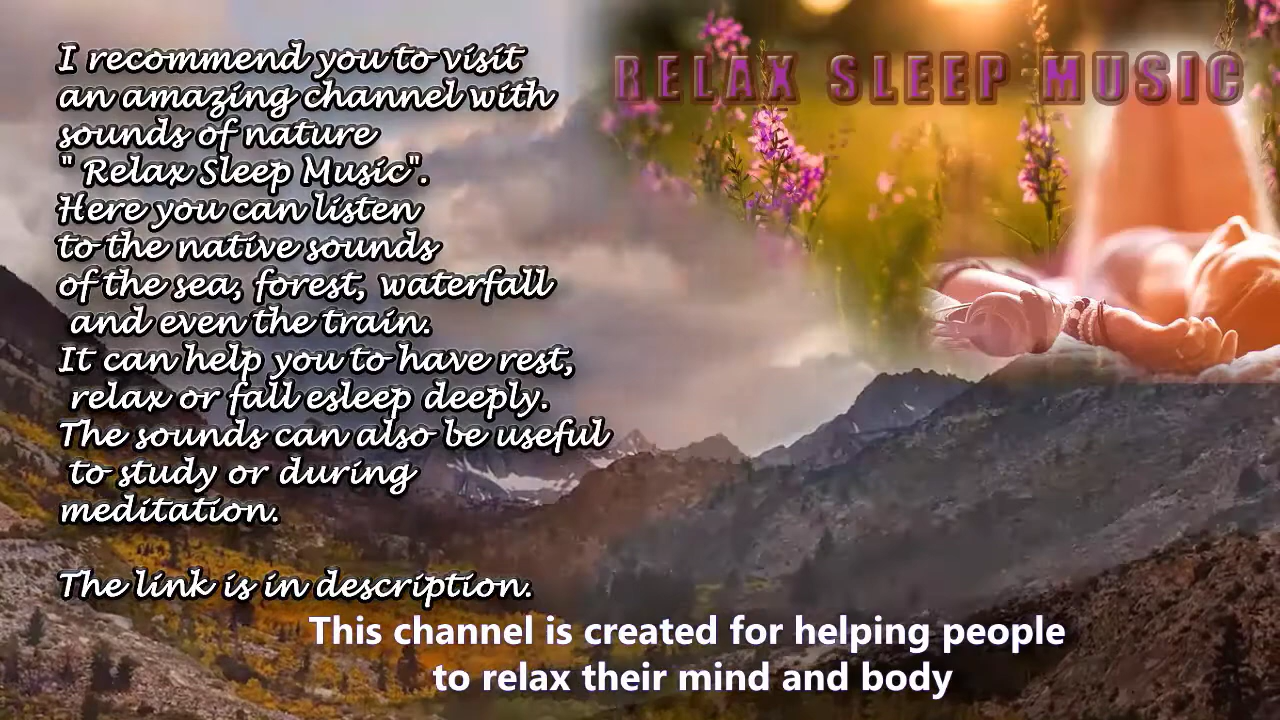 I recommend you to visit
an amazing channel with
sounds of nature
" Relax Sleep Music".
Here you can listen
to the native sounds
of the sea, forest, waterfall
and even the train.
It can help you to have rest,
relax or fall esleep deeply.
The sounds can also be useful
to study or during
meditation.
The link is in description.
RELAX SLEEP MUSIC
This channel is created for helping people
to relax their mind and body